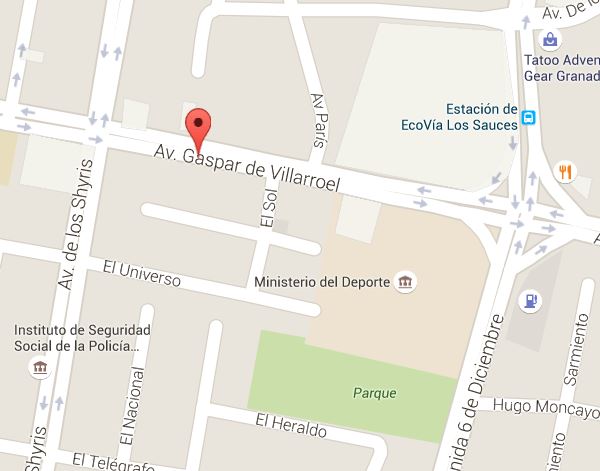 Av. De lo
Tatoo Adven
Gear Granad
Estación de
EcoVía Los Sauces
Av París
Av. Gaspar de Villarroel
El Sol
Av. de los Shyris
A
El Universo
Ministerio del Deporte
Instituto de Seguridad
Social de la Policía...
Sarmiento
nida 6 de Diciembre
Parque
El Nacional
Hugo Moncayo
El Heraldo
Shyris
El Telégrafo
rmiento